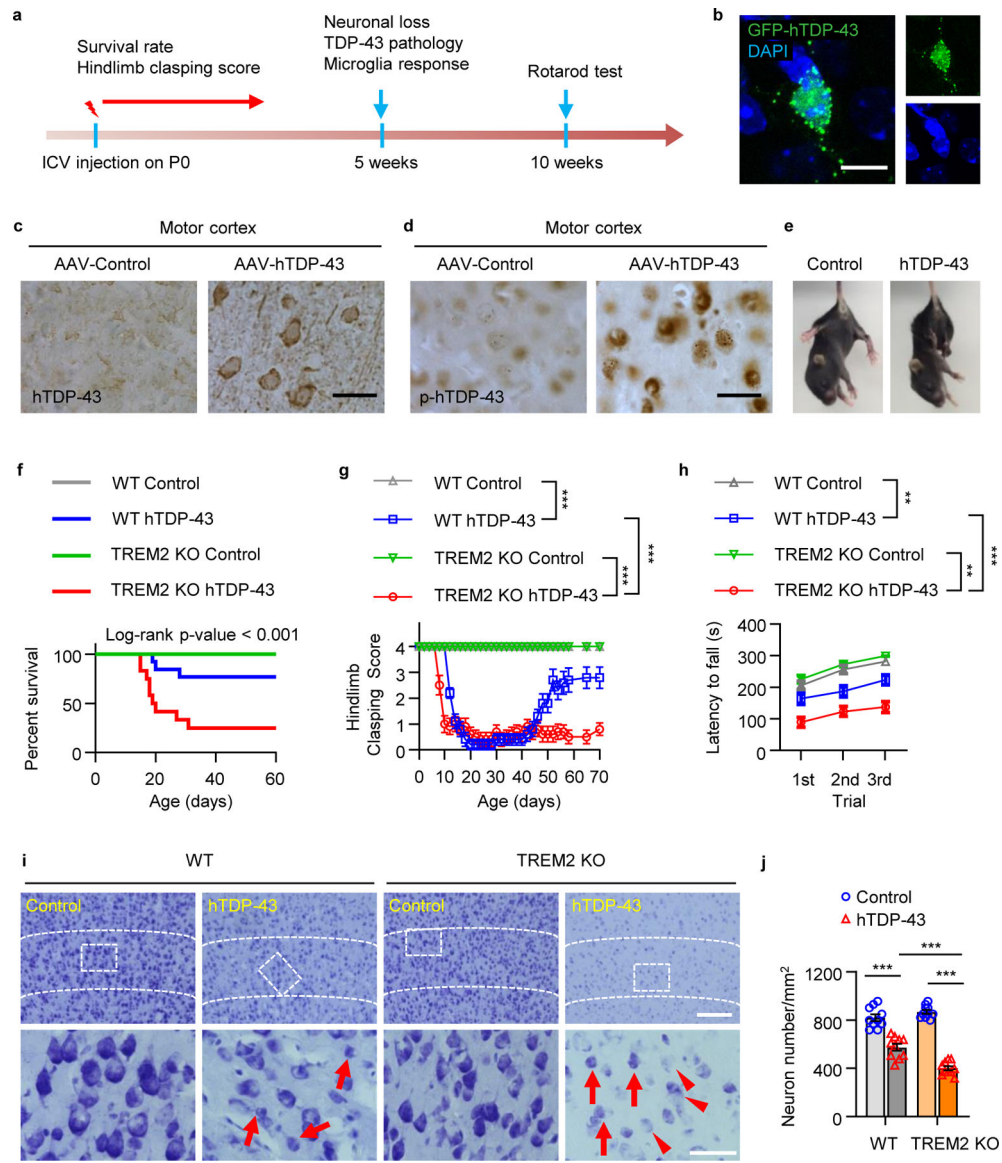 a
Survival rate
Hindlimb clasping score
Neuronal loss
TDP-43 pathology
Microglia response
Rotarod test
ICV injection on P0
5 weeks
10 weeks
b
GFP-hTDP-43
DAPI
c
Motor cortex
AAV-Control
AAV-hTDP-43
hTDP-43
d
Motor cortex
AAV-Control
AAV-hTDP-43
p-hTDP-43
e
Control
hTDP-43
f
WT Control
WT hTDP-43
TREM2 KO Control
TREM2 KO hTDP-43
Log-rank p-value < 0.001
Percent survival
100
50
0
0
20
40
60
Age (days)
g
WT Control
WT hTDP-43
TREM2 KO Control
TREM2 KO hTDP-43
***
***
***
Hindlimb
Clasping Score
4
3
2
1
0
0
10
20
30
40
50
60
70
Age (days)
h
WT Control
WT hTDP-43
TREM2 KO Control
TREM2 KO hTDP-43
**
**
***
Latency to fall (s)
400
300
200
100
0
1st
2nd
3rd
Trial
i
WT
TREM2 KO
Control
hTDP-43
Control
hTDP-43
j
Control
hTDP-43
***
***
***
Neuron number/mm²
1200
800
400
0
WT
TREM2 KO